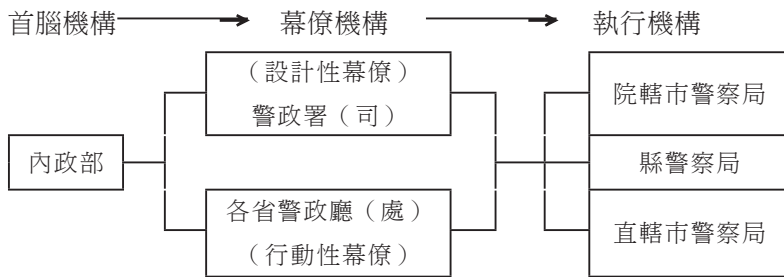 首腦機構 幕僚機構 執行機構
（設計性幕僚）
警政署（司）
院轄市警察局
內政部
縣警察局
各省警政廳（處）
（行動性幕僚）
直轄市警察局